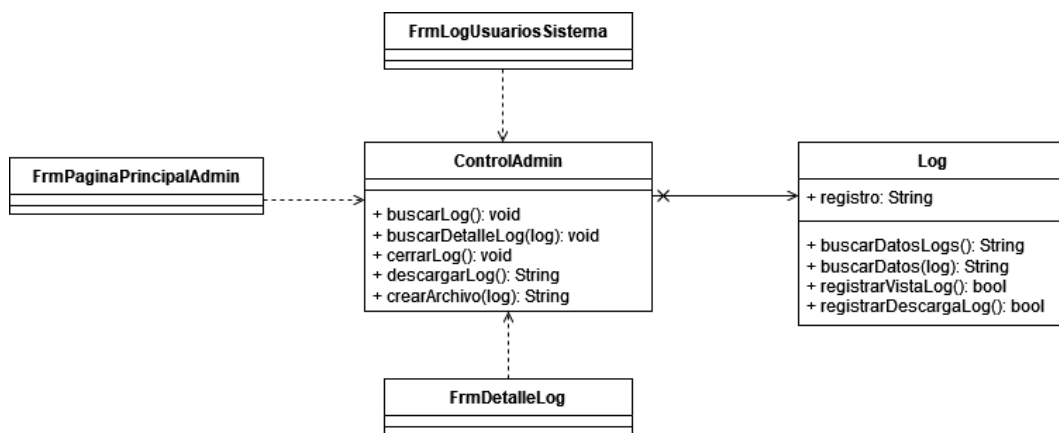 FrmLogUsuariosSistema
FrmPaginaPrincipalAdmin
ControlAdmin
+ buscarLog(): void
+ buscarDetalleLog(log): void
+ cerrarLog(): void
+ descargarLog(): String
+ crearArchivo(log): String
Log
+ registro: String
+ buscarDatosLogs(): String
+ buscarDatos(log): String
+ registrarVistaLog(): bool
+ registrarDescargaLog(): bool
FrmDetalleLog